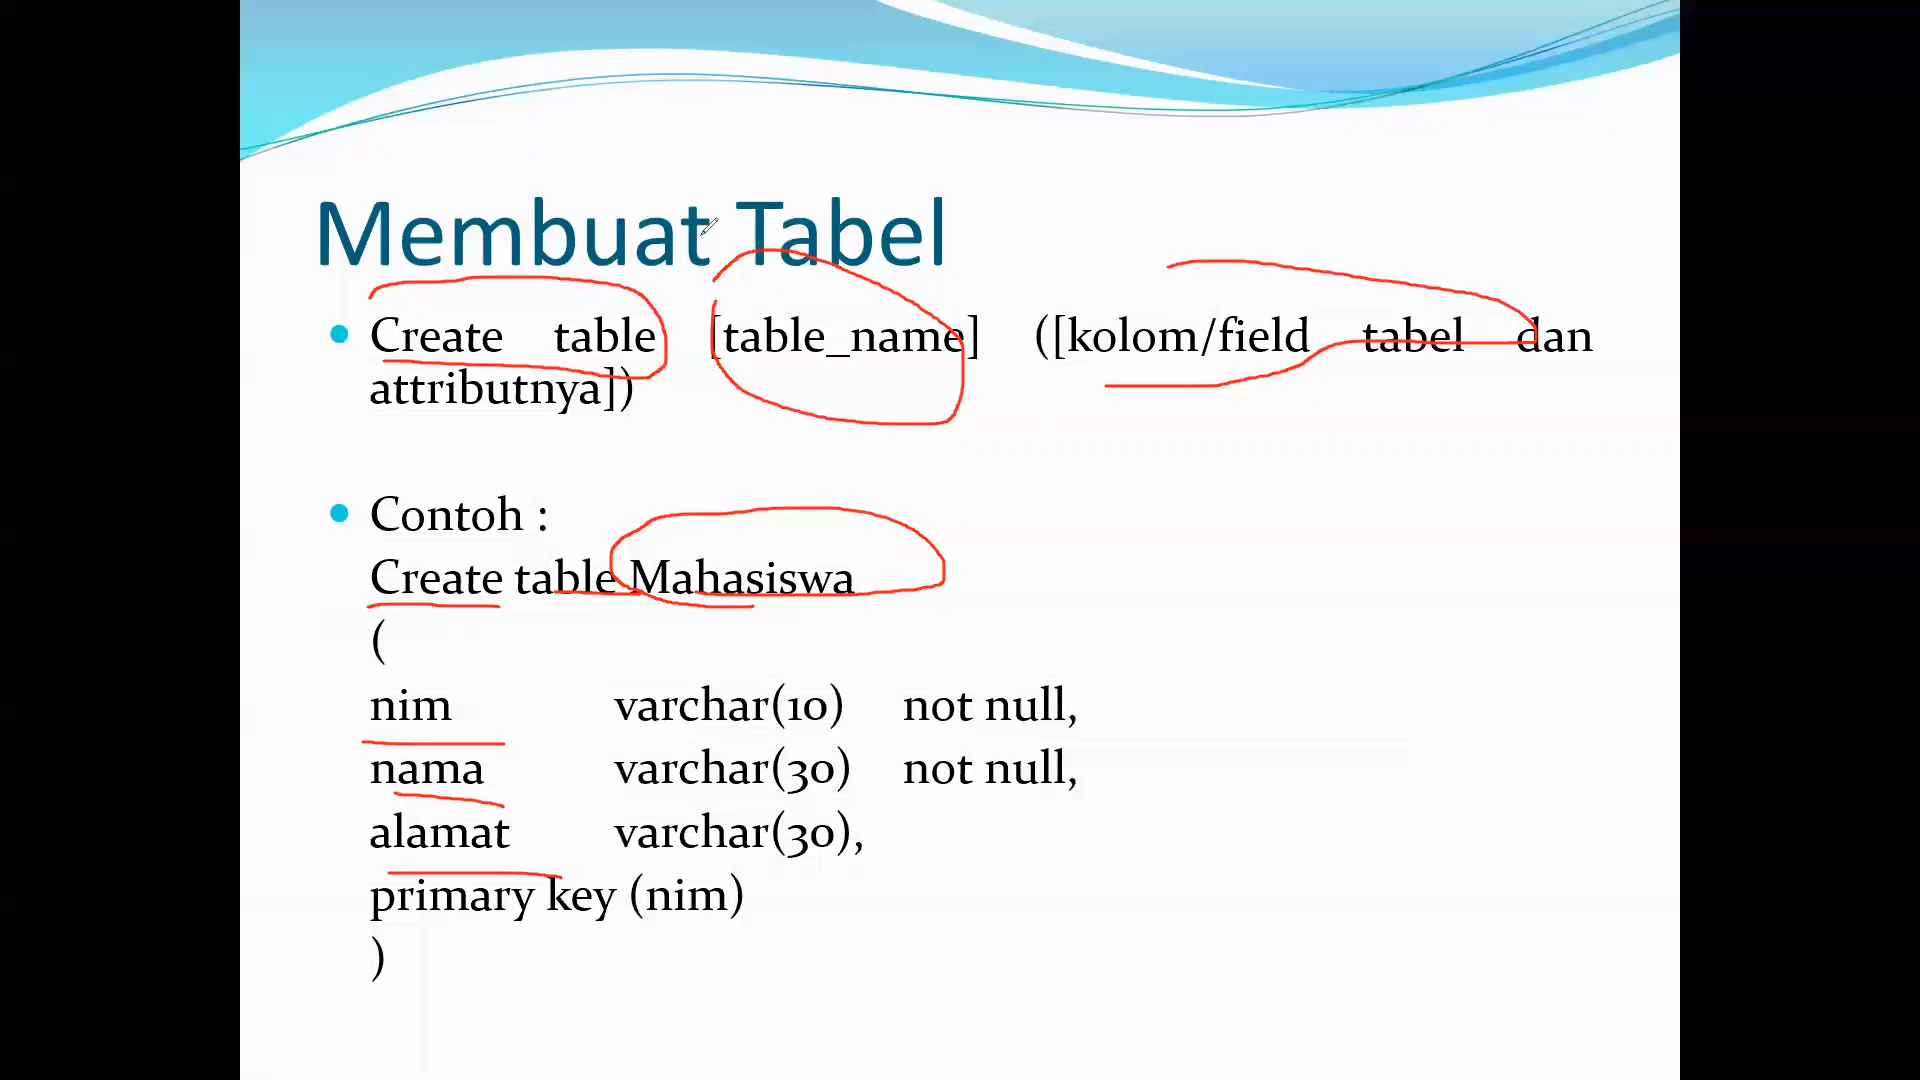 Membuat Tabel
Create table [table_name] ([kolom/field tabel dan
attributnya])
Contoh :
Create table Mahasiswa
(
nim varchar(10) not null,
nama varchar(30) not null,
alamat varchar(30),
primary key (nim)
)